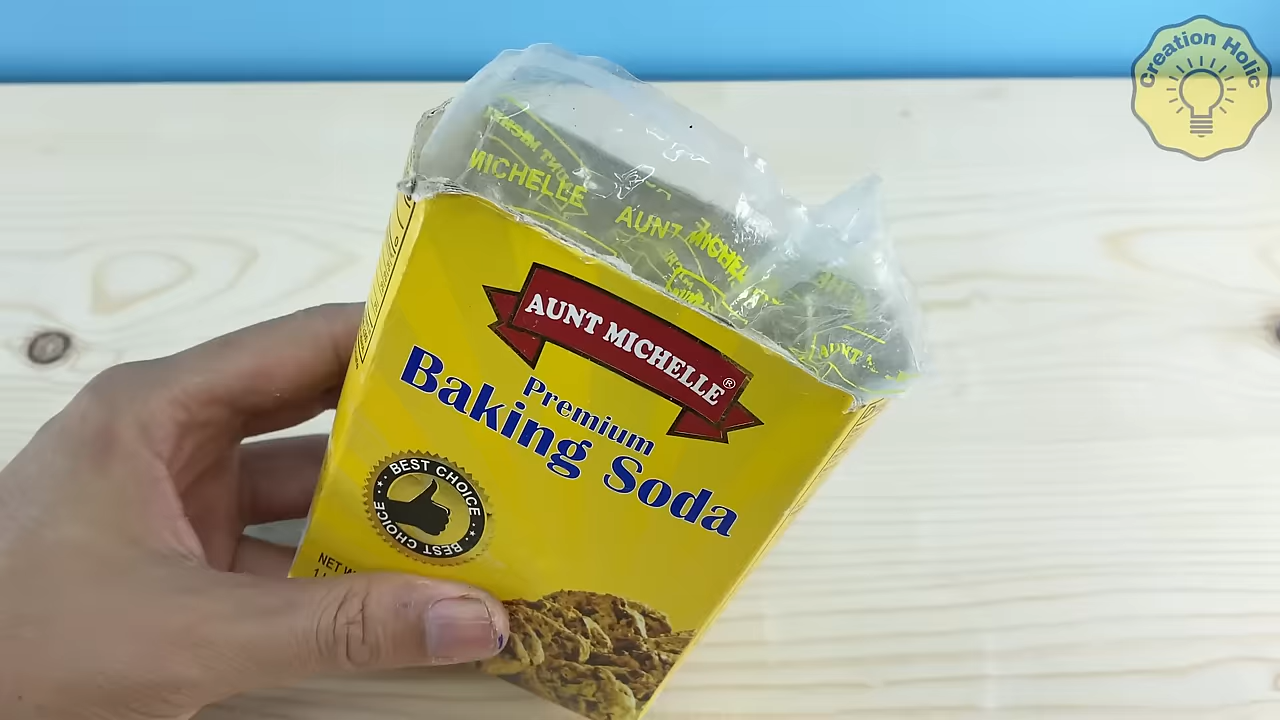 Creation Holic
MICHELLE
AUNT MICHELLE
AUNT MICHELLE®
Premium
Baking Soda
BEST CHOICE
BEST CHOICE
NET